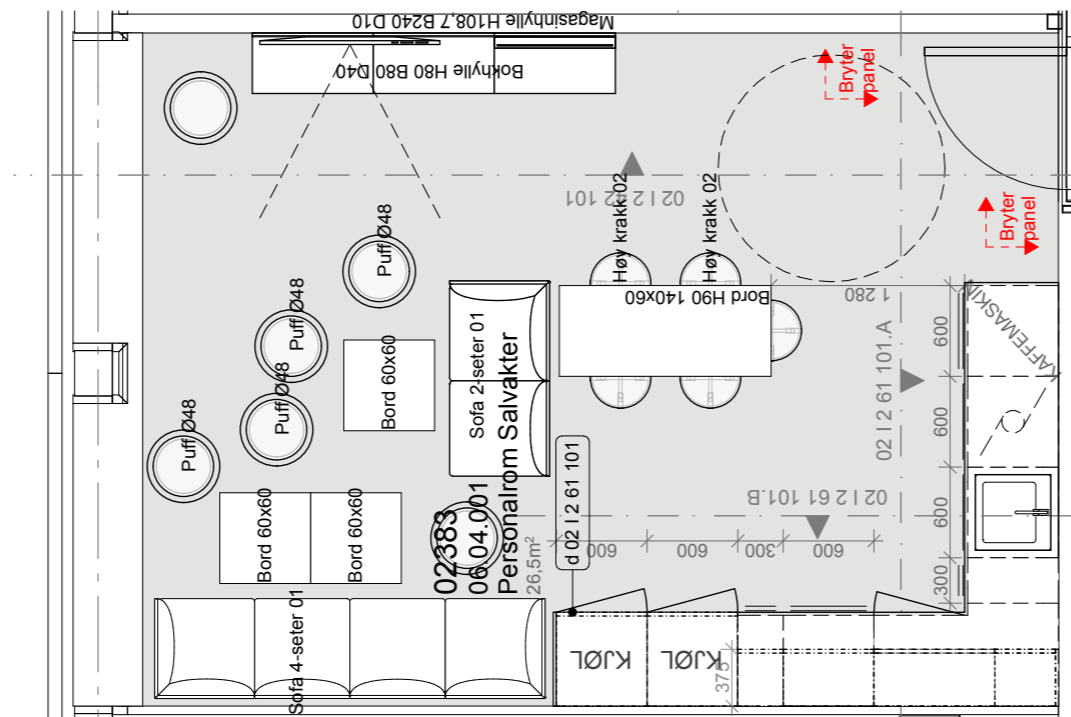 Magasinhylle H108,7 B240 D10
Bokhylle H80 B80 D40
Bryter
panel
02 I 2 42 101
Høy krakk 02
Høy krakk 02
Bryter
panel
Puff Ø48
Bord H90 140x60
1 280
KAFFEMASKIN
Puff Ø48
Bord 60x60
Sofa 2-seter 01
02 I 2 61 101.A
600
Puff Ø48
600
Puff Ø48
02383
06.04.001
Personalrom Salvakter
26,5m²
d 02 I 2 61 101
02 I 2 61 101.B
600
Bord 60x60
Bord 60x60
600
600
300
600
300
Sofa 4-seter 01
KJØL
KJØL
375